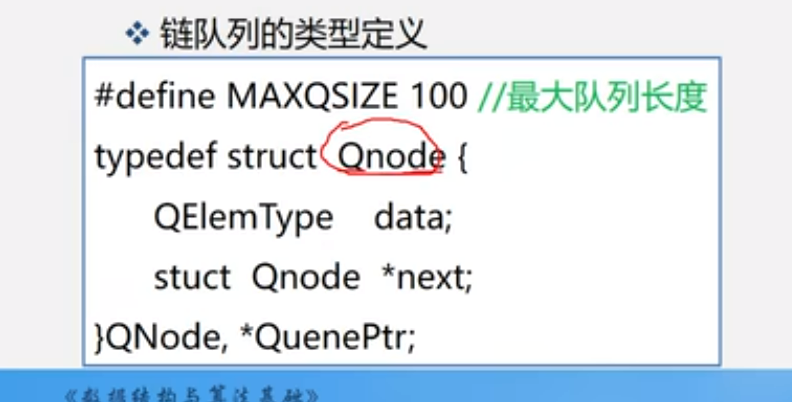 ❖ 链队列的类型定义
#define MAXQSIZE 100 //最大队列长度
typedef struct Qnode {
QElemType data;
stuct Qnode *next;
}QNode, *QuenePtr;
《数据结构与算法基础》